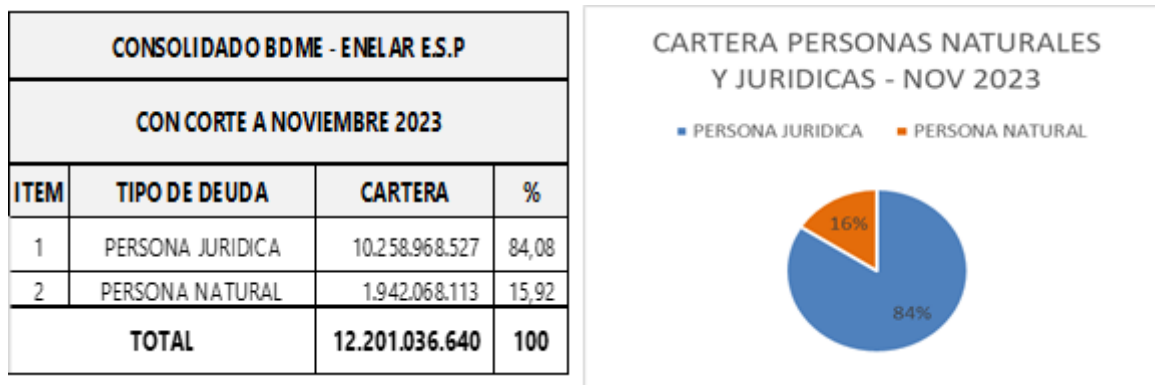 CONSOLIDADO BDME - ENELAR E.S.P
CON CORTE A NOVIEMBRE 2023
ITEM TIPO DE DEUDA CARTERA %
1 PERSONA JURIDICA 10.258.968.527 84,08
2 PERSONA NATURAL 1.942.068.113 15,92
TOTAL 12.201.036.640 100
CARTERA PERSONAS NATURALES
Y JURIDICAS - NOV 2023
PERSONA JURIDICA PERSONA NATURAL
16%
84%